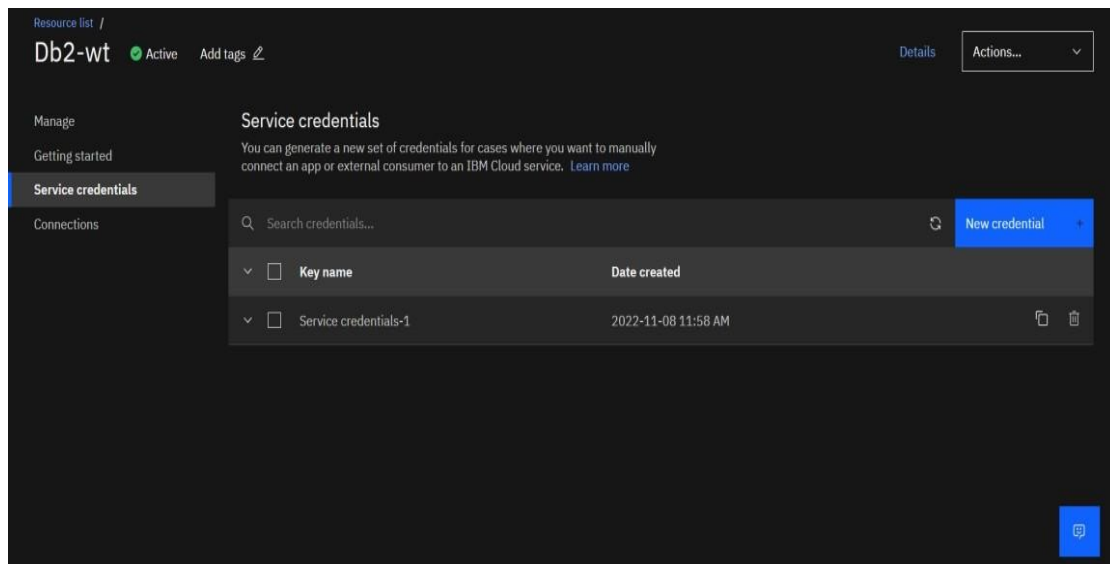 Resource list /
Db2-wt Active Add tags Details Actions...
Manage
Getting started
Service credentials
Connections
Service credentials
You can generate a new set of credentials for cases where you want to manually
connect an app or external consumer to an IBM Cloud service. Learn more
Search credentials... New credential +
Key name Date created
Service credentials-1 2022-11-08 11:58 AM